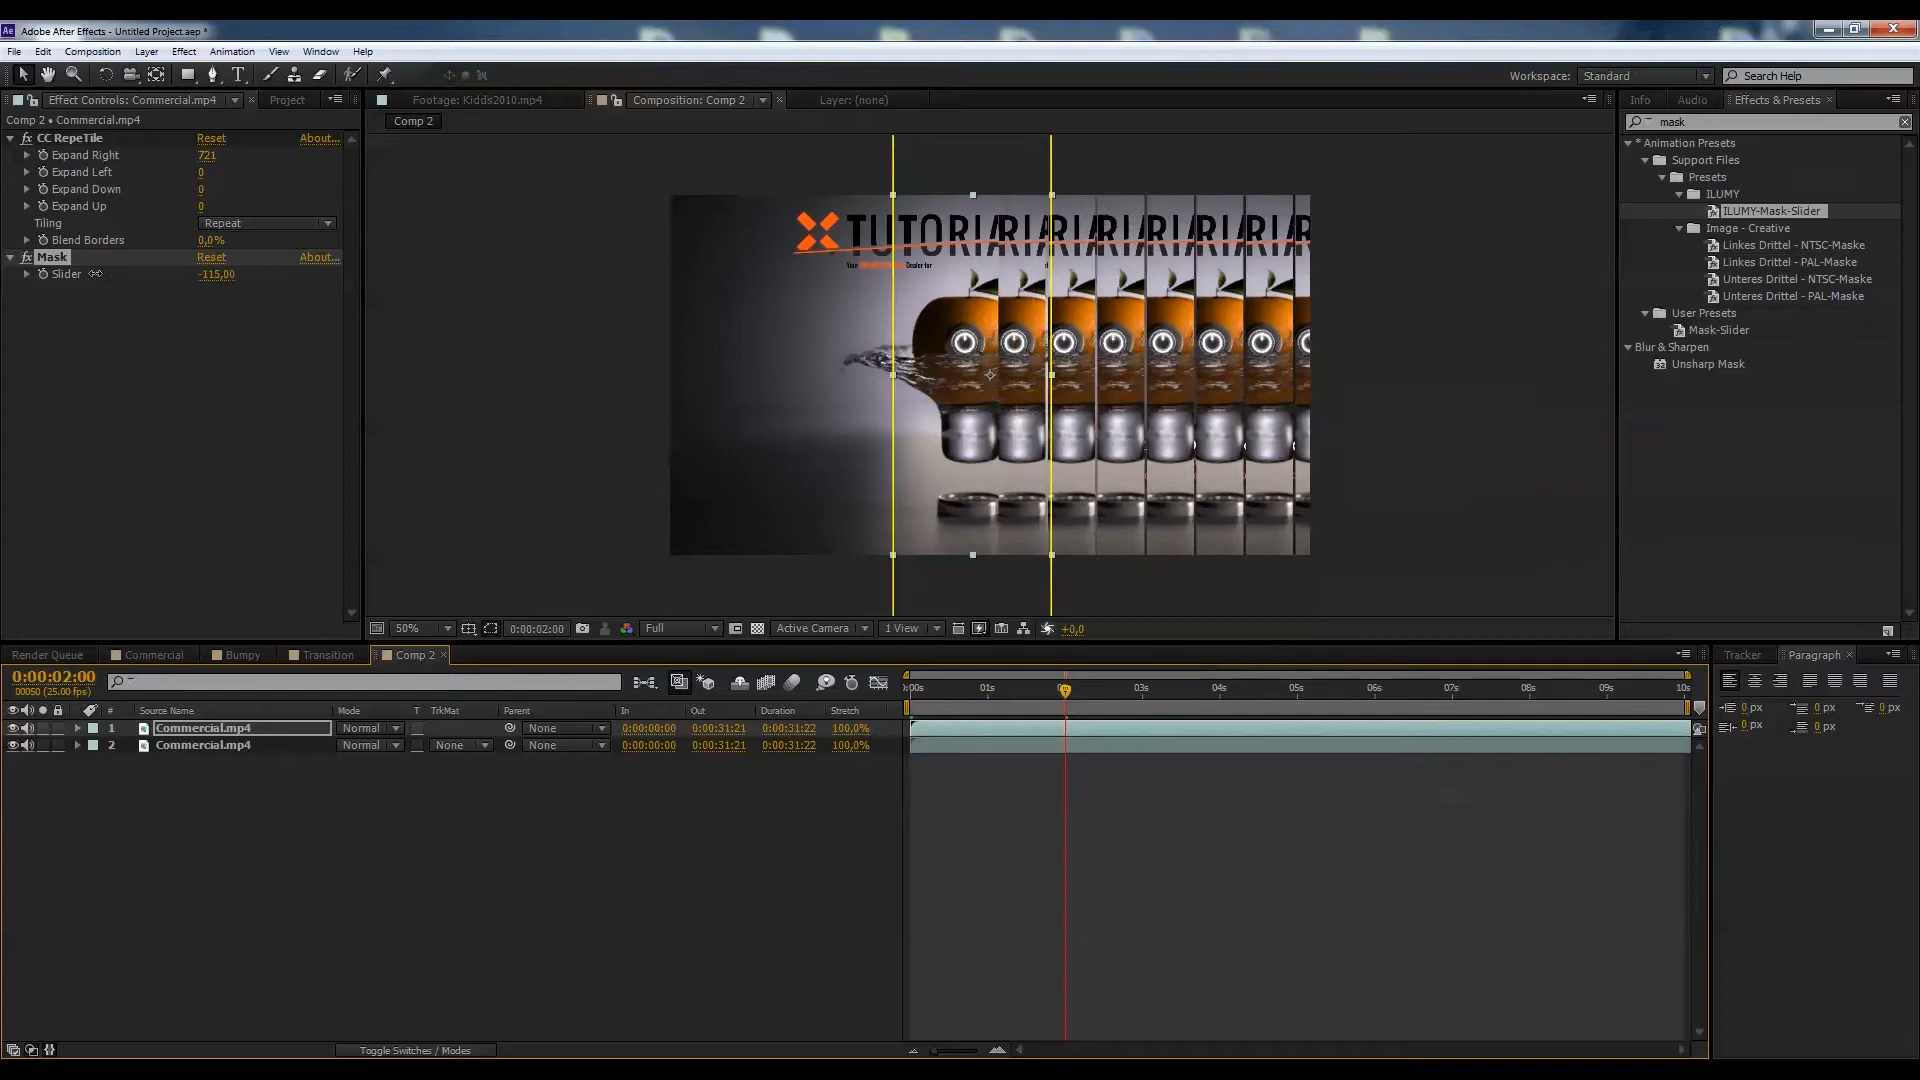 Ae Adobe After Effects - Untitled Project.aep *
File Edit Composition Layer Effect Animation View Window Help
T Workspace: Standard Search Help
Effect Controls: Commercial.mp4 × Project
Footage: Kidds2010.mp4 Composition: Comp 2 × Layer: (none)
Info Audio Effects & Presets ×
Comp 2 • Commercial.mp4
Comp 2
mask
fx CC RepeTile Reset About...
Expand Right 721
Expand Left 0
Expand Down 0
Expand Up 0
Tiling Repeat
Blend Borders 0,0%
fx Mask Reset About...
Slider -115,00
TUTORIARIARIARIARIARIAR
Your Dealer for
* Animation Presets
Support Files
Presets
ILUMY
ILUMY-Mask-Slider
Image - Creative
Linkes Drittel - NTSC-Maske
Linkes Drittel - PAL-Maske
Unteres Drittel - NTSC-Maske
Unteres Drittel - PAL-Maske
User Presets
Mask-Slider
Blur & Sharpen
Unsharp Mask
50% 0:00:02:00 Full Active Camera 1 View +0,0
Render Queue Commercial Bumpy Transition Comp 2 ×
Tracker Paragraph ×
0:00:02:00
00050 (25.00 fps)
0:00s 01s 03s 04s 05s 06s 07s 08s 09s 10s
# Source Name Mode T TrkMat Parent In Out Duration Stretch
1 Commercial.mp4 Normal None 0:00:00:00 0:00:31:21 0:00:31:22 100,0%
2 Commercial.mp4 Normal None None 0:00:00:00 0:00:31:21 0:00:31:22 100,0%
0 px 0 px 0 px
0 px 0 px
Toggle Switches / Modes